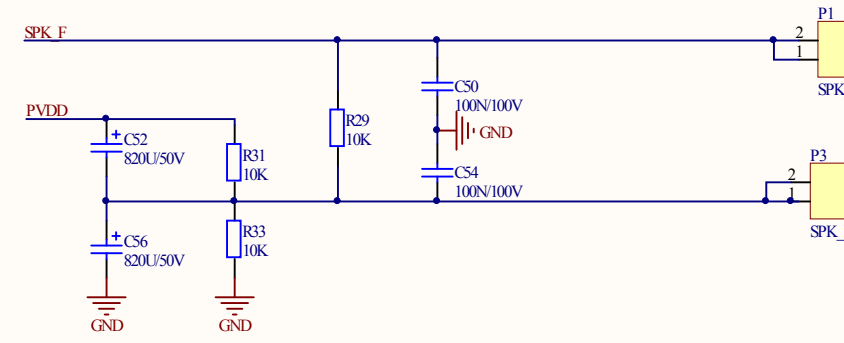 P1
SPK_F
2
1
C50
100N/100V
SPK
PVDD
R29
10K
GND
C52
820U/50V
R31
10K
P3
C54
100N/100V
2
1
R33
10K
C56
820U/50V
SPK_
GND
GND